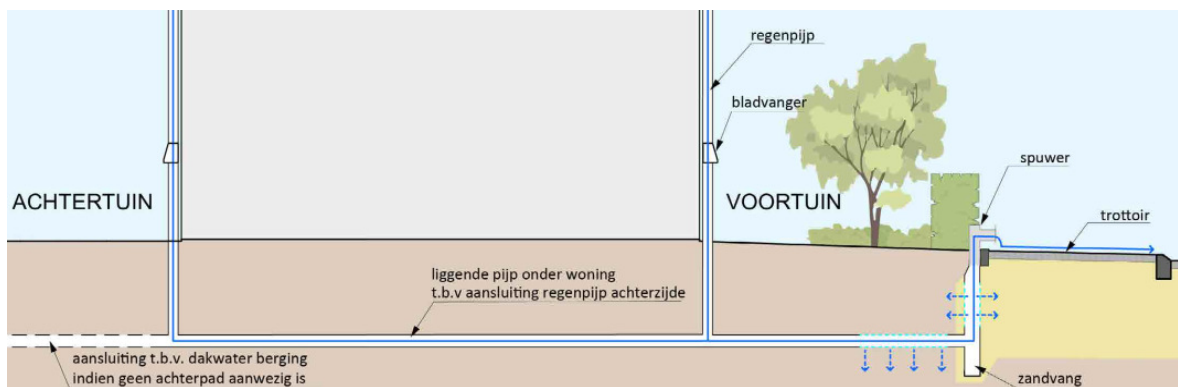 regenpijp
bladvanger
spuwer
ACHTERTUIN
VOORTUIN
trottoir
liggende pijp onder woning
t.b.v aansluiting regenpijp achterzijde
aansluiting t.b.v. dakwater berging
indien geen achterpad aanwezig is
zandvang